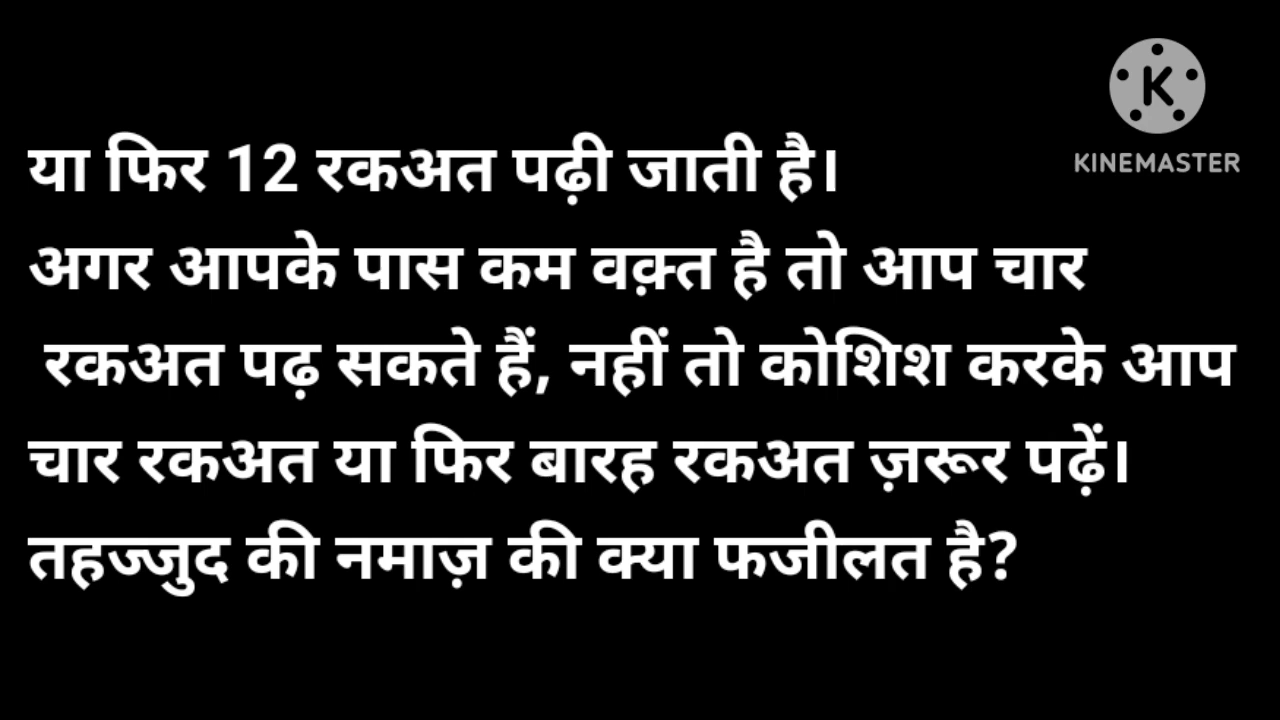 या फिर 12 रकअत पढ़ी जाती है।
अगर आपके पास कम वक़्त है तो आप चार
रकअत पढ़ सकते हैं, नहीं तो कोशिश करके आप
चार रकअत या फिर बारह रकअत ज़रूर पढ़ें।
तहज्जुद की नमाज़ की क्या फजीलत है?
K
KINEMASTER